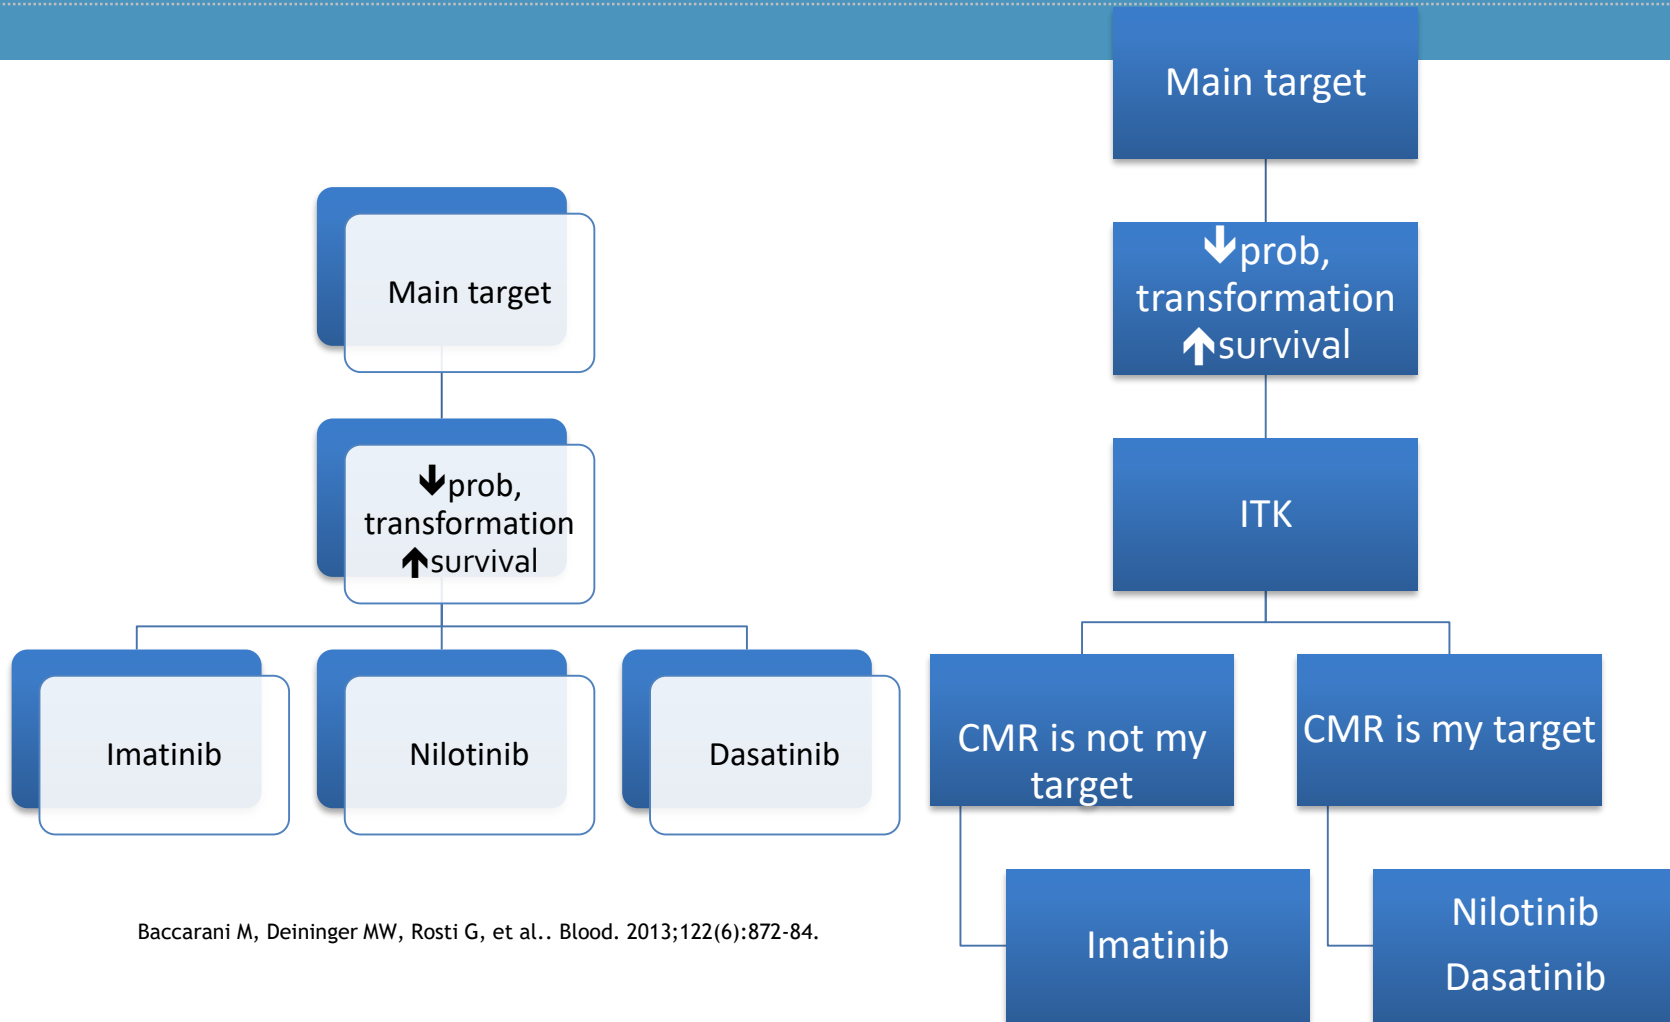 Main target
🡻prob,
transformation
🡹survival
Imatinib
Nilotinib
Dasatinib
Baccarani M, Deininger MW, Rosti G, et al.. Blood. 2013;122(6):872-84.
Main target
🡻prob,
transformation
🡹survival
ITK
CMR is not my
target
CMR is my target
Imatinib
Nilotinib
Dasatinib